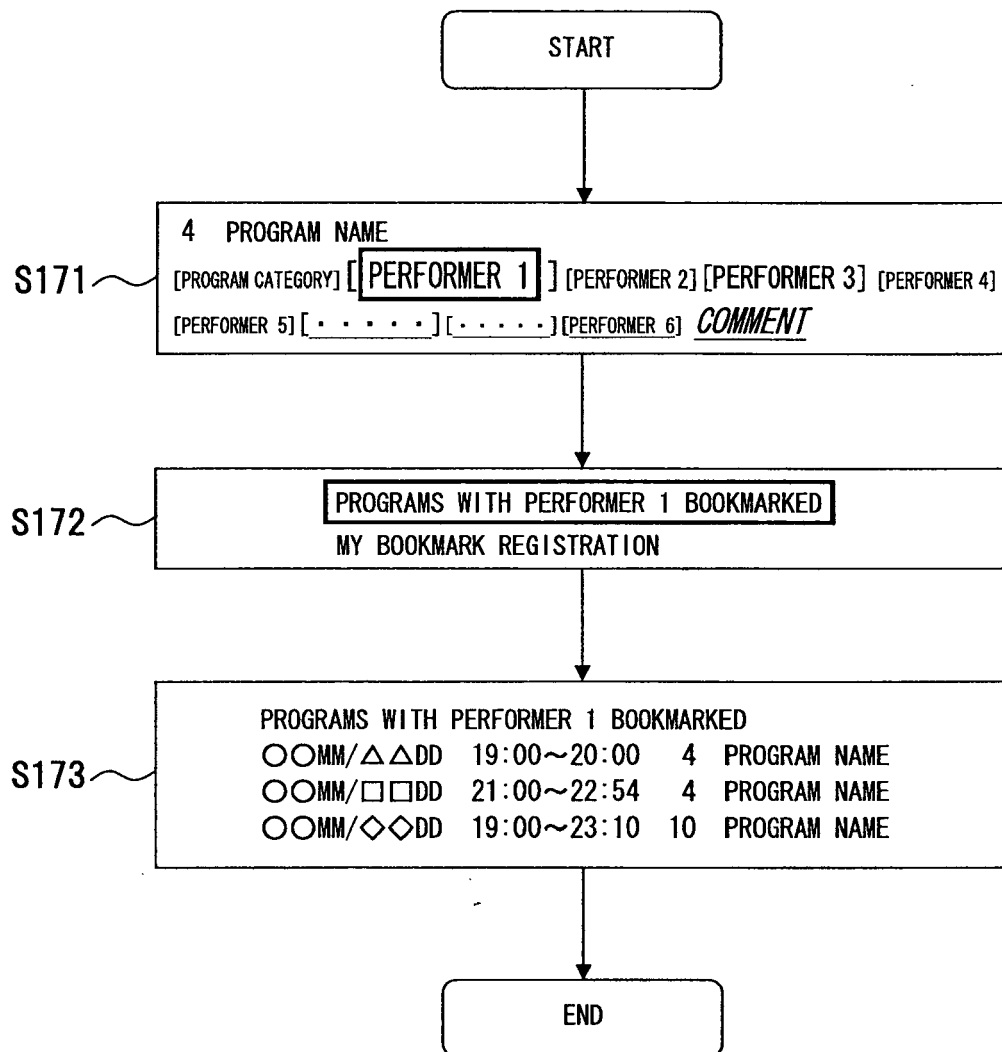 START
S171
4 PROGRAM NAME
[PROGRAM CATEGORY] [PERFORMER 1] [PERFORMER 2] [PERFORMER 3] [PERFORMER 4]
[PERFORMER 5] [·····] [·····] [PERFORMER 6] COMMENT
S172
PROGRAMS WITH PERFORMER 1 BOOKMARKED
MY BOOKMARK REGISTRATION
S173
PROGRAMS WITH PERFORMER 1 BOOKMARKED
○○MM/△△DD 19:00~20:00 4 PROGRAM NAME
○○MM/□□DD 21:00~22:54 4 PROGRAM NAME
○○MM/◇◇DD 19:00~23:10 10 PROGRAM NAME
END